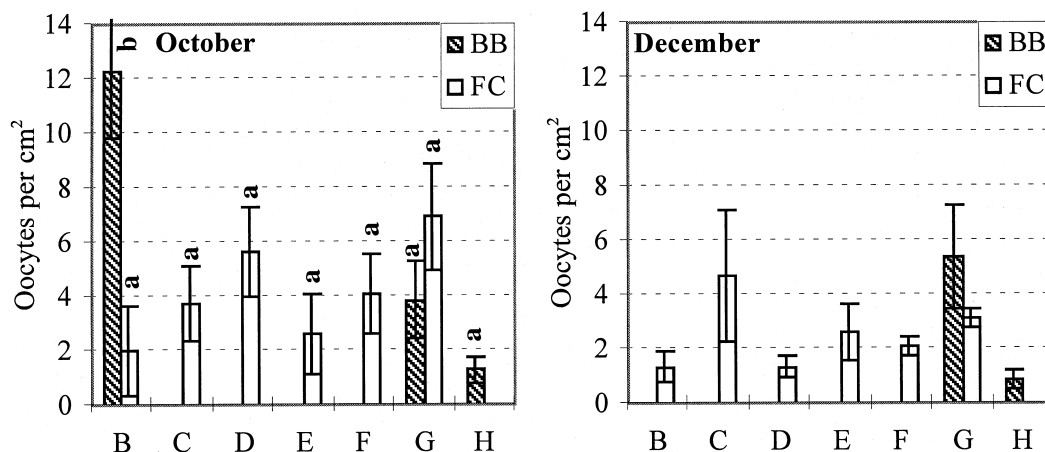 October
BB
FC
Oocytes per cm²
14
12
10
8
6
4
2
0
b
a
a
a
a
a
a
a
a
B C D E F G H
December
BB
FC
Oocytes per cm²
14
12
10
8
6
4
2
0
B C D E F G H